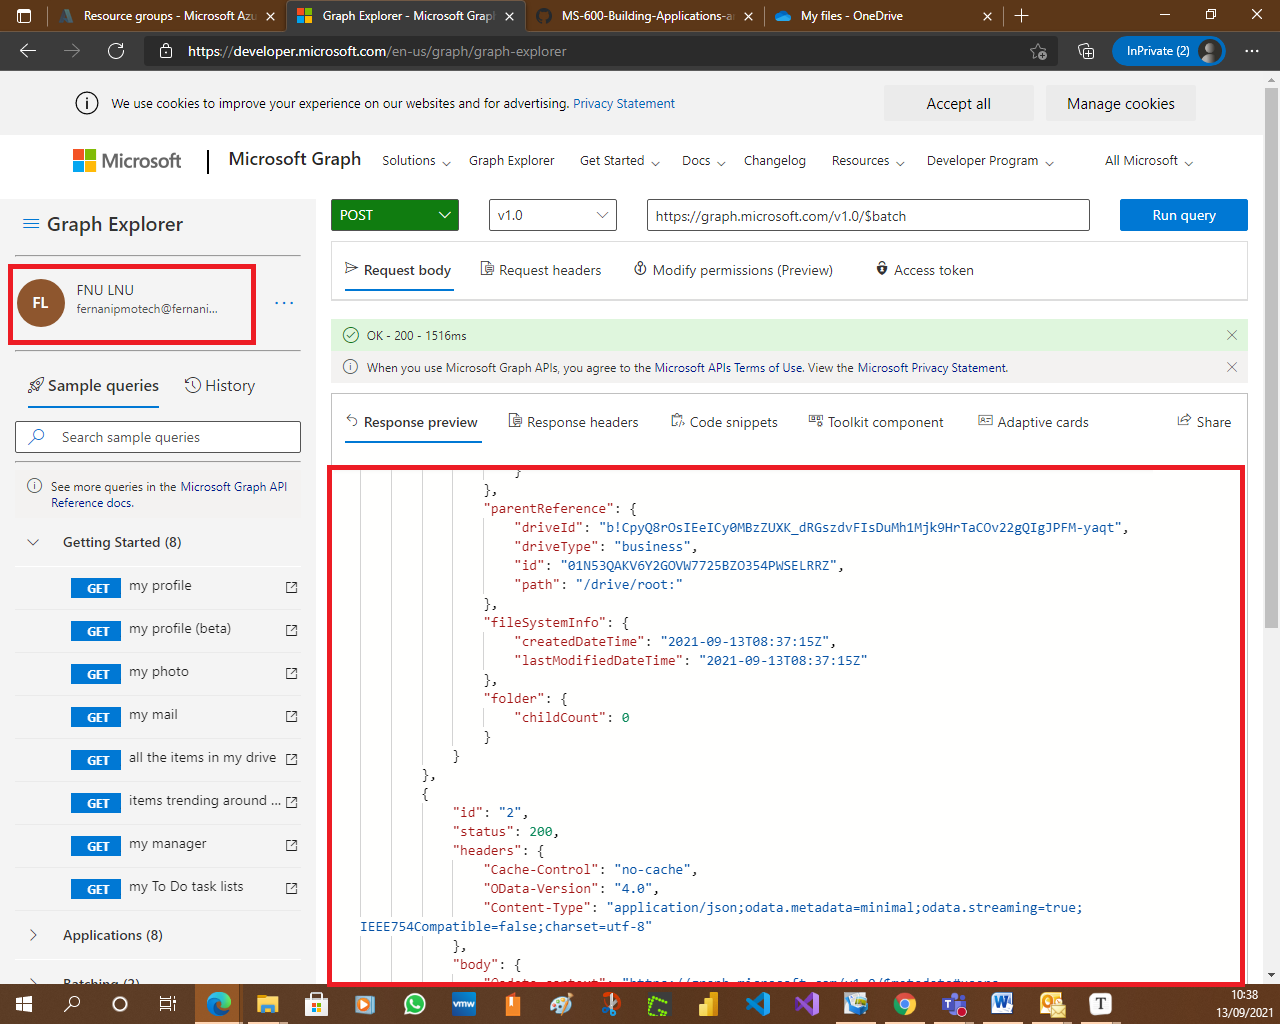 Resource groups - Microsoft Azu
Graph Explorer - Microsoft Graph
MS-600-Building-Applications-a
My files - OneDrive
https://developer.microsoft.com/en-us/graph/graph-explorer
InPrivate (2)
We use cookies to improve your experience on our websites and for advertising. Privacy Statement
Accept all
Manage cookies
Microsoft
Microsoft Graph
Solutions
Graph Explorer
Get Started
Docs
Changelog
Resources
Developer Program
All Microsoft
Graph Explorer
FL
FNU LNU
fernanipmotech@fernani...
Sample queries
History
Search sample queries
See more queries in the Microsoft Graph API
Reference docs.
Getting Started (8)
GET my profile
GET my profile (beta)
GET my photo
GET my mail
GET all the items in my drive
GET items trending around ...
GET my manager
GET my To Do task lists
Applications (8)
Batching (2)
POST
v1.0
https://graph.microsoft.com/v1.0/$batch
Run query
Request body
Request headers
Modify permissions (Preview)
Access token
OK - 200 - 1516ms
When you use Microsoft Graph APIs, you agree to the Microsoft APIs Terms of Use. View the Microsoft Privacy Statement.
Response preview
Response headers
Code snippets
Toolkit component
Adaptive cards
Share
}
},
"parentReference": {
"driveId": "b!CpyQ8rOsIEeICy0MBzZUXK_dRGszdvFIsDuMh1Mjk9HrTaCOv22gQIgJPFM-yaqt",
"driveType": "business",
"id": "01N53QAKV6Y2GOVW7725BZO354PWSELRRZ",
"path": "/drive/root:"
},
"fileSystemInfo": {
"createdDateTime": "2021-09-13T08:37:15Z",
"lastModifiedDateTime": "2021-09-13T08:37:15Z"
},
"folder": {
"childCount": 0
}
}
},
{
"id": "2",
"status": 200,
"headers": {
"Cache-Control": "no-cache",
"OData-Version": "4.0",
"Content-Type": "application/json;odata.metadata=minimal;odata.streaming=true;
IEEE754Compatible=false;charset=utf-8"
},
"body": {
"@odata.context": "https://graph.microsoft.com/v1.0/$metadata#users
vmw
10:38
13/09/2021